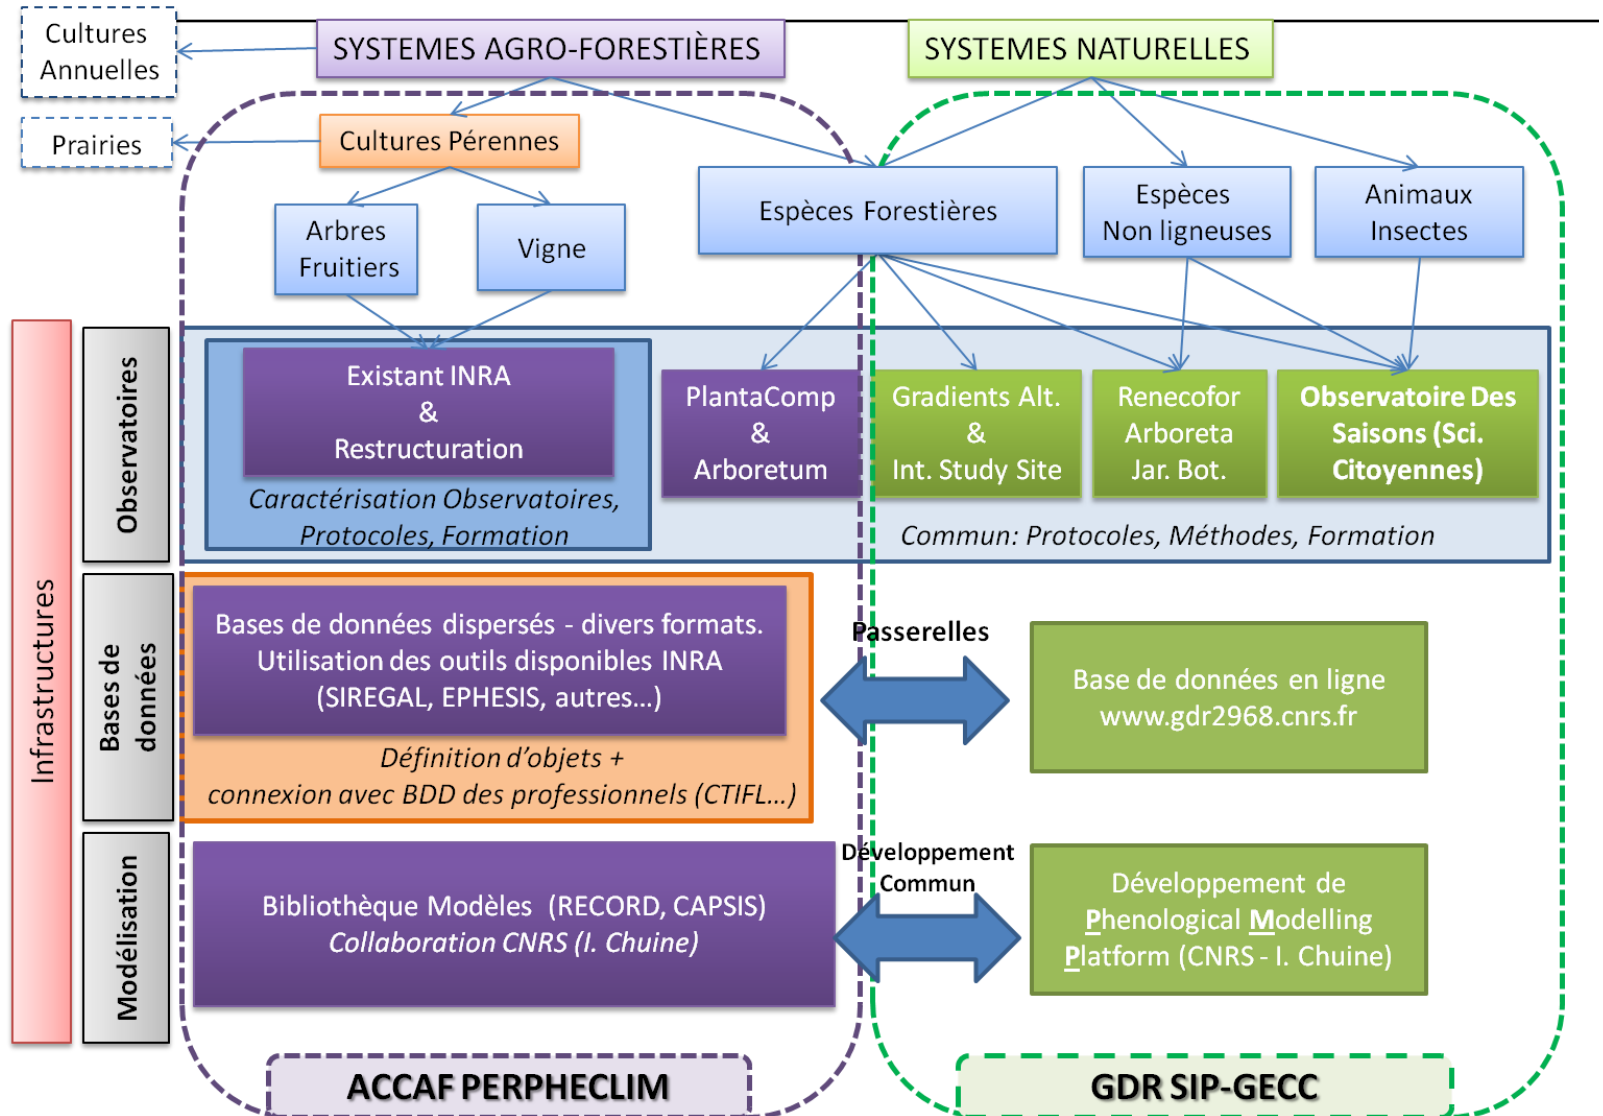 Cultures
Annuelles
SYSTEMES AGRO-FORESTIÈRES
SYSTEMES NATURELLES
Prairies
Cultures Pérennes
Arbres
Fruitiers
Vigne
Espèces Forestières
Espèces
Non ligneuses
Animaux
Insectes
Infrastructures
Observatoires
Existant INRA
&
Restructuration
Caractérisation Observatoires,
Protocoles, Formation
PlantaComp
&
Arboretum
Gradients Alt.
&
Int. Study Site
Renecofor
Arboreta
Jar. Bot.
Observatoire Des
Saisons (Sci.
Citoyennes)
Commun: Protocoles, Méthodes, Formation
Bases de
données
Bases de données dispersés - divers formats.
Utilisation des outils disponibles INRA
(SIREGAL, EPHESIS, autres...)
Définition d'objets +
connexion avec BDD des professionnels (CTIFL...)
Passerelles
Base de données en ligne
www.gdr2968.cnrs.fr
Modélisation
Bibliothèque Modèles (RECORD, CAPSIS)
Collaboration CNRS (I. Chuine)
Développement
Commun
Développement de
Phenological Modelling
Platform (CNRS - I. Chuine)
ACCAF PERPHECLIM
GDR SIP-GECC